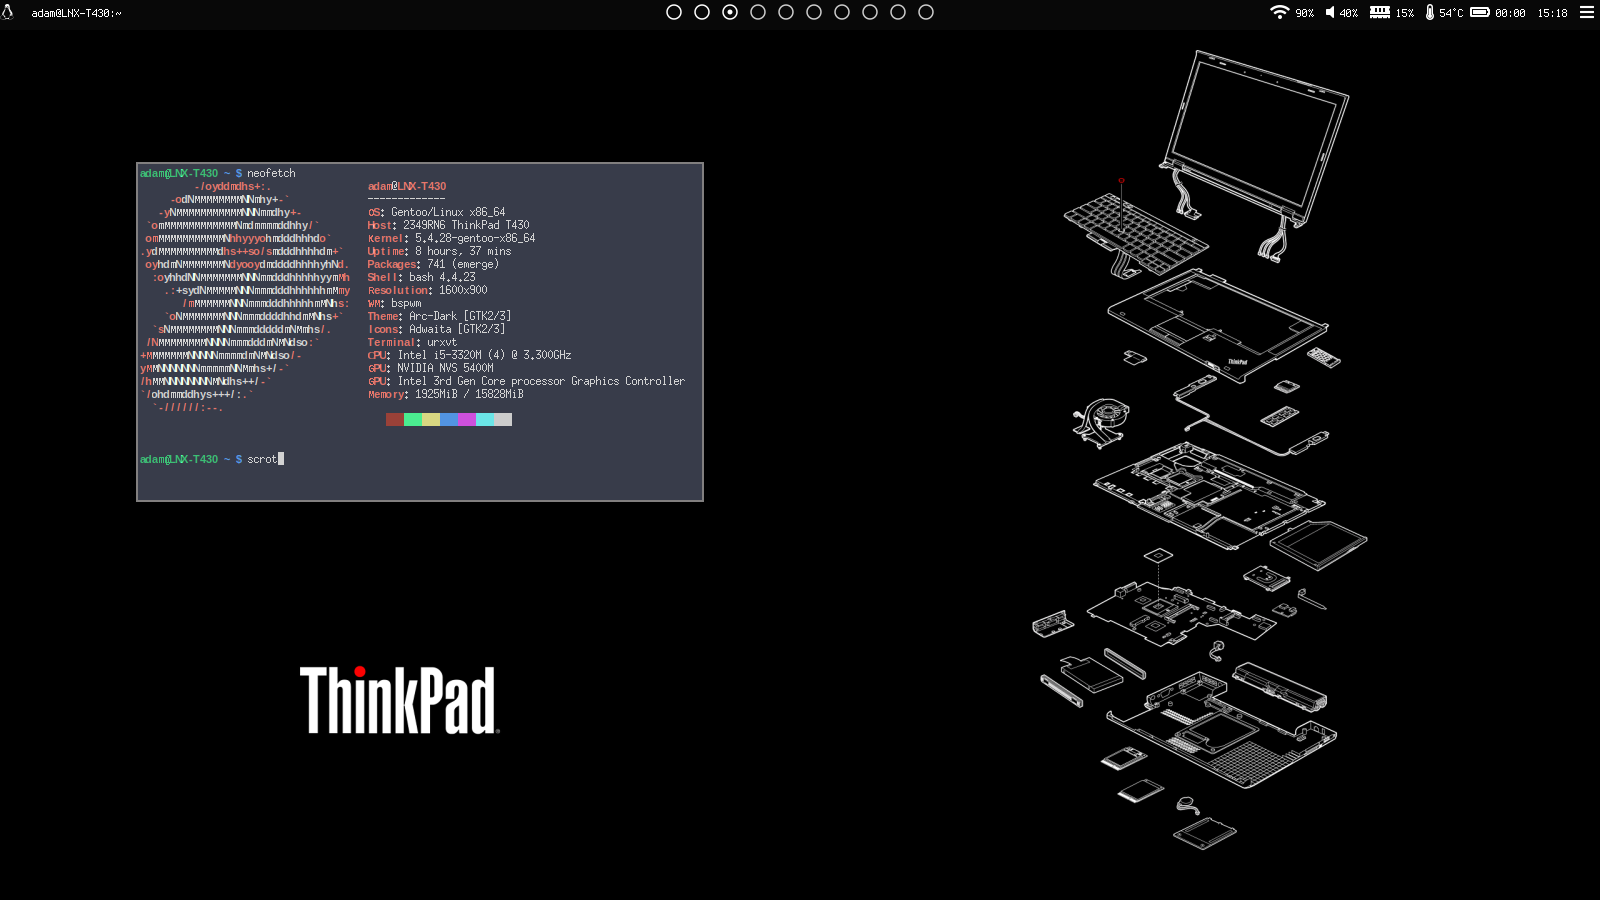 adam@LNX-T430:~
90% 40% 15% 54°C 00:00 15:18
adam@LNX-T430 ~ $ neofetch
-/oyddmdhs+:.
-odNMMMMMMMMNNmhy+-`
-yNMMMMMMMMMMMNNNmmdhy+-
`omMMMMMMMMMMMMNmdmmmmddhhy/`
omMMMMMMMMMMMNhhyyyohmdddhhhdo`
.ydMMMMMMMMMMdhs++so/smdddhhhhdm+`
oyhdmNMMMMMMMNdyooydmddddhhhhyhNd.
:oyhhdNNMMMMMMMNNNmmdddhhhhhyymMh
.:+sydNMMMMMNNNmmmdddhhhhhhmMmy
/mMMMMMMNNNmmmdddhhhhhmMNhs:
`oNMMMMMMMNNNmmmddddhhdmMNhs+`
`sNMMMMMMMMNNNmmmdddddmNMmhs/.
/NMMMMMMMMNNNNmmmdddmNMNdso:`
+MMMMMMMNNNNNmmmmdmNMNdso/-
yMMNNNNNNNmmmmmNNMmhs+/-`
/hMMNNNNNNNNMNdhs++/-`
`/ohdmmddhys+++/:.`
`-//////:--.
adam@LNX-T430
-------------
OS: Gentoo/Linux x86_64
Host: 2349RN6 ThinkPad T430
Kernel: 5.4.28-gentoo-x86_64
Uptime: 8 hours, 37 mins
Packages: 741 (emerge)
Shell: bash 4.4.23
Resolution: 1600x900
WM: bspwm
Theme: Arc-Dark [GTK2/3]
Icons: Adwaita [GTK2/3]
Terminal: urxvt
CPU: Intel i5-3320M (4) @ 3.300GHz
GPU: NVIDIA NVS 5400M
GPU: Intel 3rd Gen Core processor Graphics Controller
Memory: 1925MiB / 15828MiB
adam@LNX-T430 ~ $ scrot
ThinkPad
ThinkPad